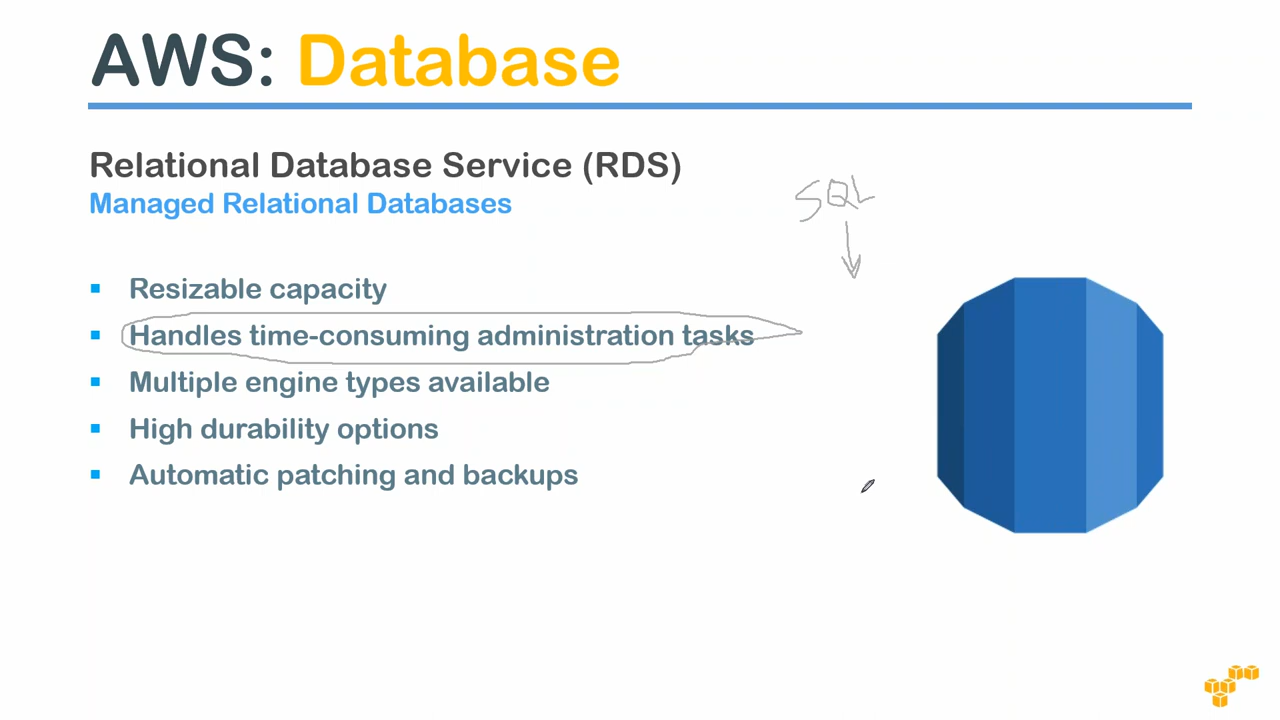 AWS: Database
Relational Database Service (RDS)
Managed Relational Databases
SQL
Resizable capacity
Handles time-consuming administration tasks
Multiple engine types available
High durability options
Automatic patching and backups